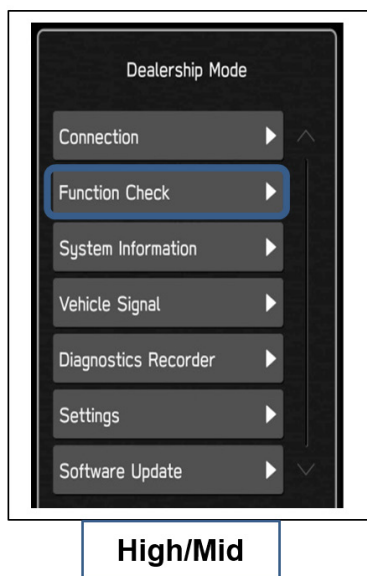 Dealership Mode
Connection
Function Check
System Information
Vehicle Signal
Diagnostics Recorder
Settings
Software Update
High/Mid